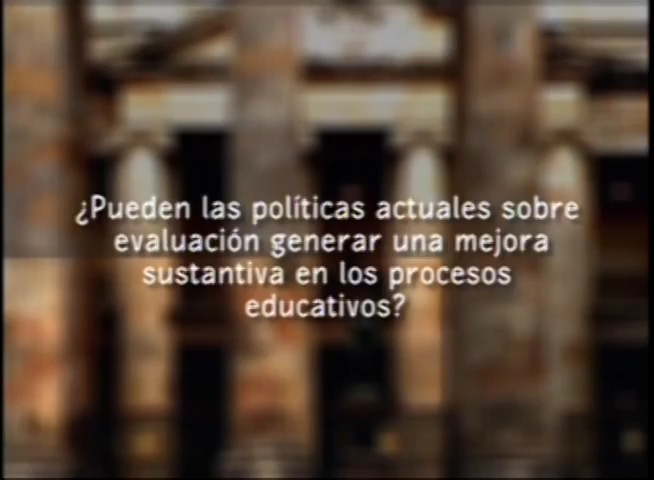 ¿Pueden las políticas actuales sobre
evaluación generar una mejora
sustantiva en los procesos
educativos?